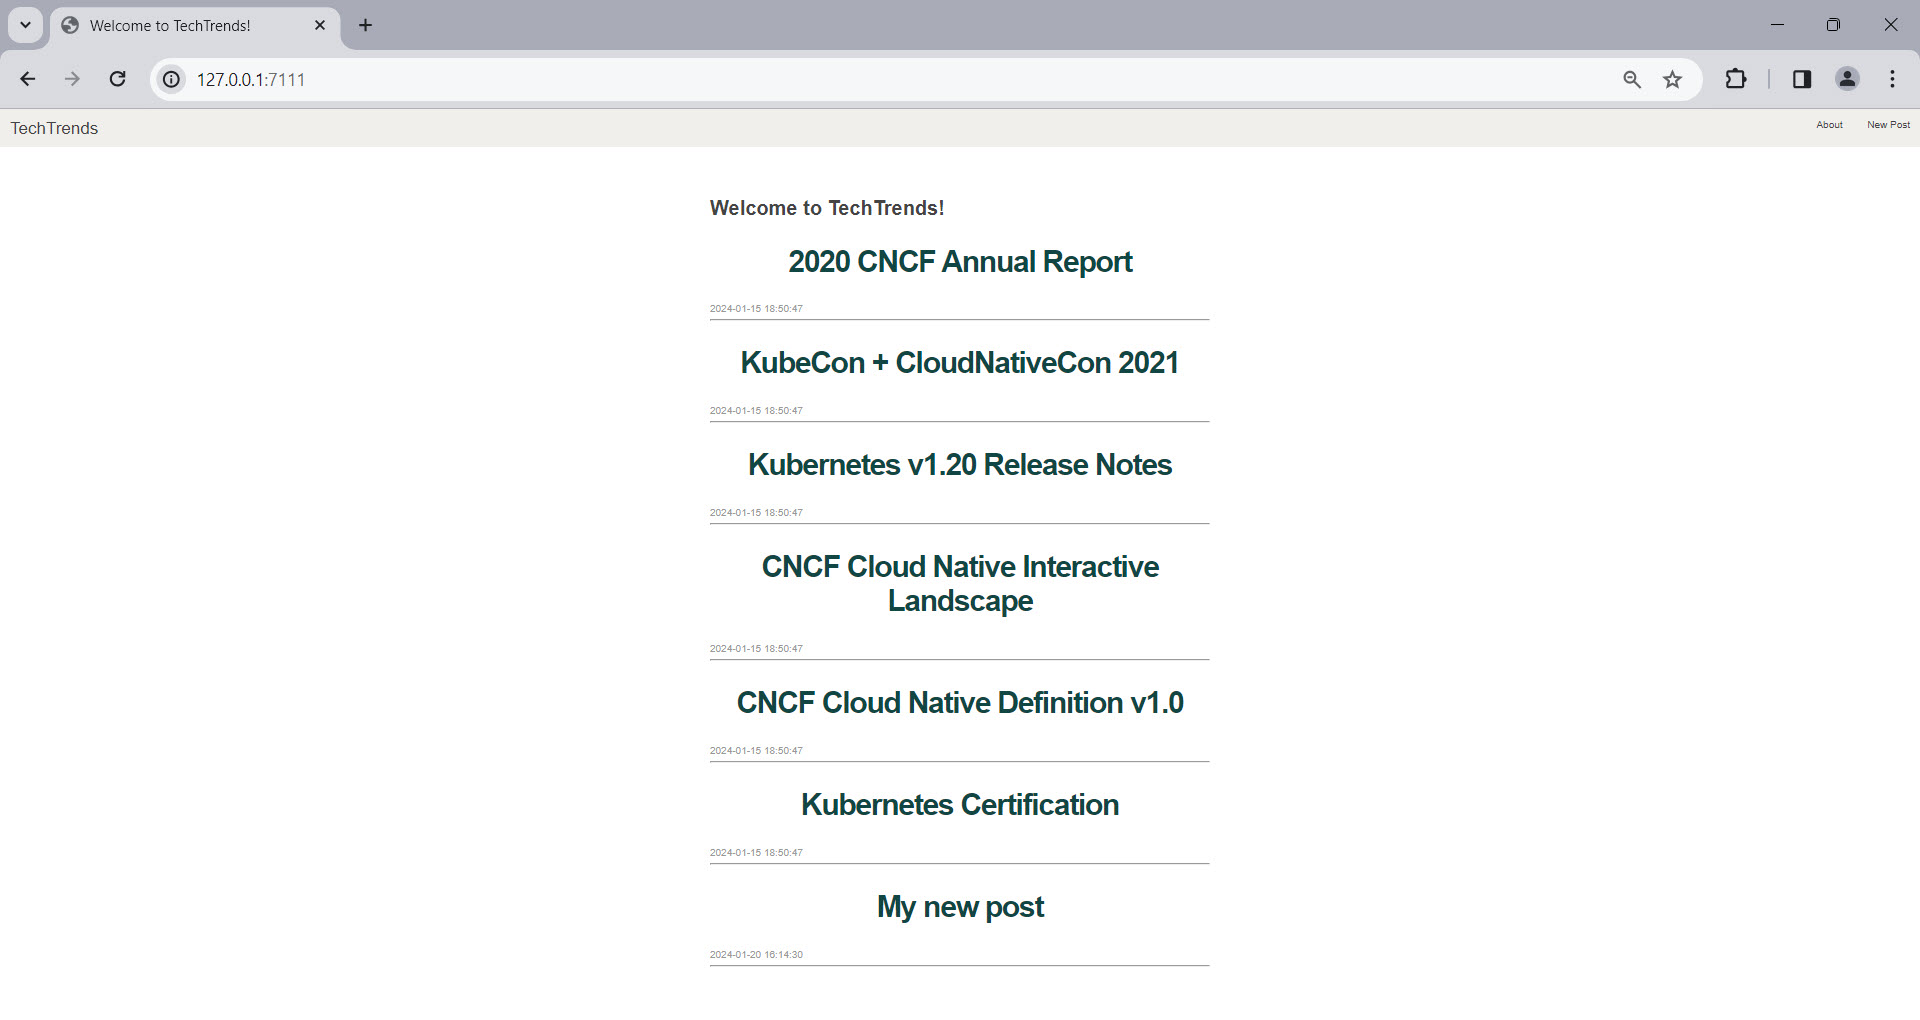 Welcome to TechTrends!
127.0.0.1:7111
TechTrends
About
New Post
Welcome to TechTrends!
2020 CNCF Annual Report
2024-01-15 18:50:47
KubeCon + CloudNativeCon 2021
2024-01-15 18:50:47
Kubernetes v1.20 Release Notes
2024-01-15 18:50:47
CNCF Cloud Native Interactive
Landscape
2024-01-15 18:50:47
CNCF Cloud Native Definition v1.0
2024-01-15 18:50:47
Kubernetes Certification
2024-01-15 18:50:47
My new post
2024-01-20 16:14:30